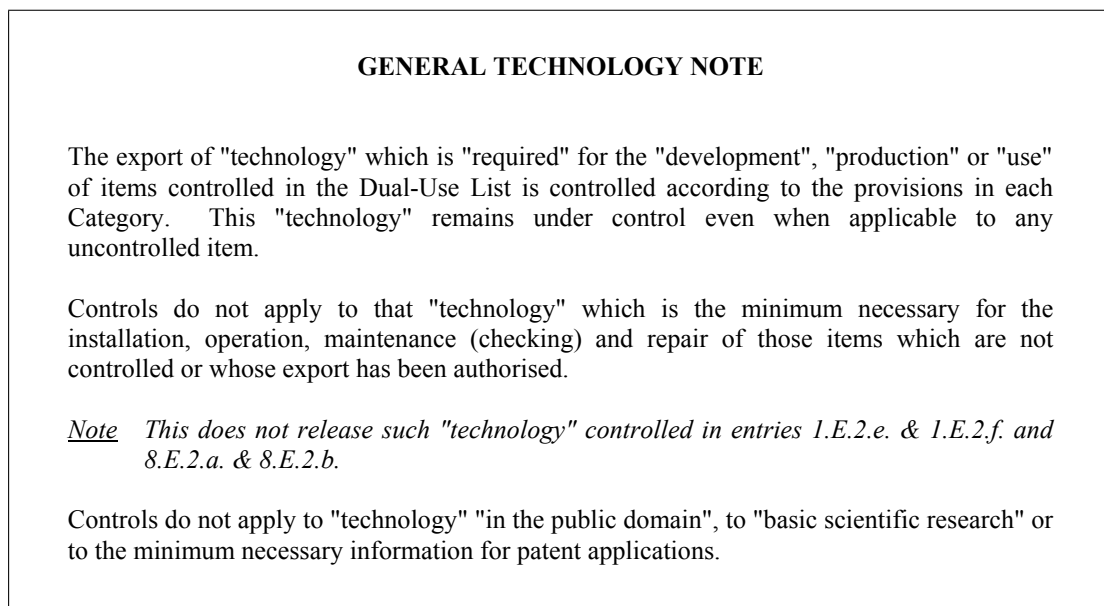 GENERAL TECHNOLOGY NOTE
The export of "technology" which is "required" for the "development", "production" or "use"
of items controlled in the Dual-Use List is controlled according to the provisions in each
Category. This "technology" remains under control even when applicable to any
uncontrolled item.
Controls do not apply to that "technology" which is the minimum necessary for the
installation, operation, maintenance (checking) and repair of those items which are not
controlled or whose export has been authorised.
Note This does not release such "technology" controlled in entries 1.E.2.e. & 1.E.2.f. and
8.E.2.a. & 8.E.2.b.
Controls do not apply to "technology" "in the public domain", to "basic scientific research" or
to the minimum necessary information for patent applications.